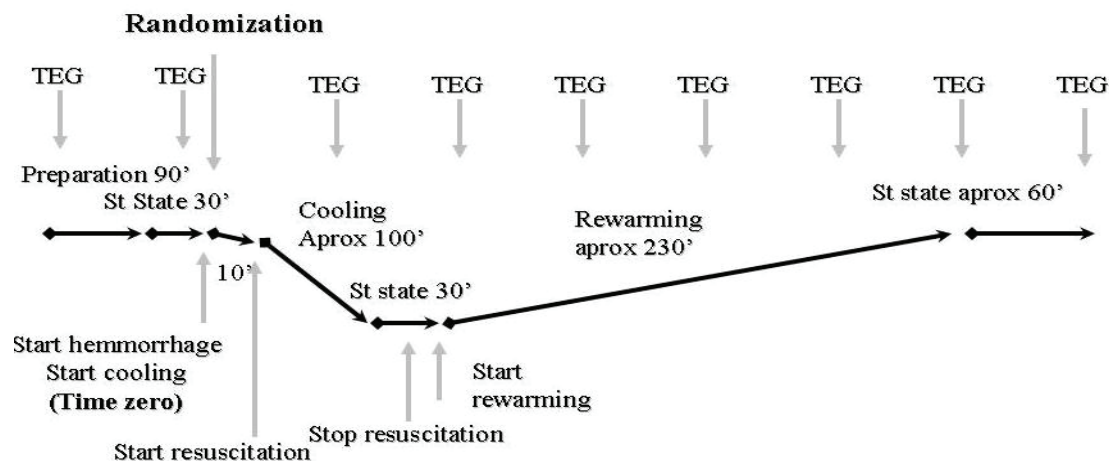 Randomization
TEG
TEG
TEG
TEG
TEG
TEG
TEG
TEG
TEG
Preparation 90’
St State 30’
Cooling
Aprox 100’
Rewarming
aprox 230’
St state aprox 60’
10’
St state 30’
Start hemmorrhage
Start cooling
(Time zero)
Start resuscitation
Stop resuscitation
Start
rewarming